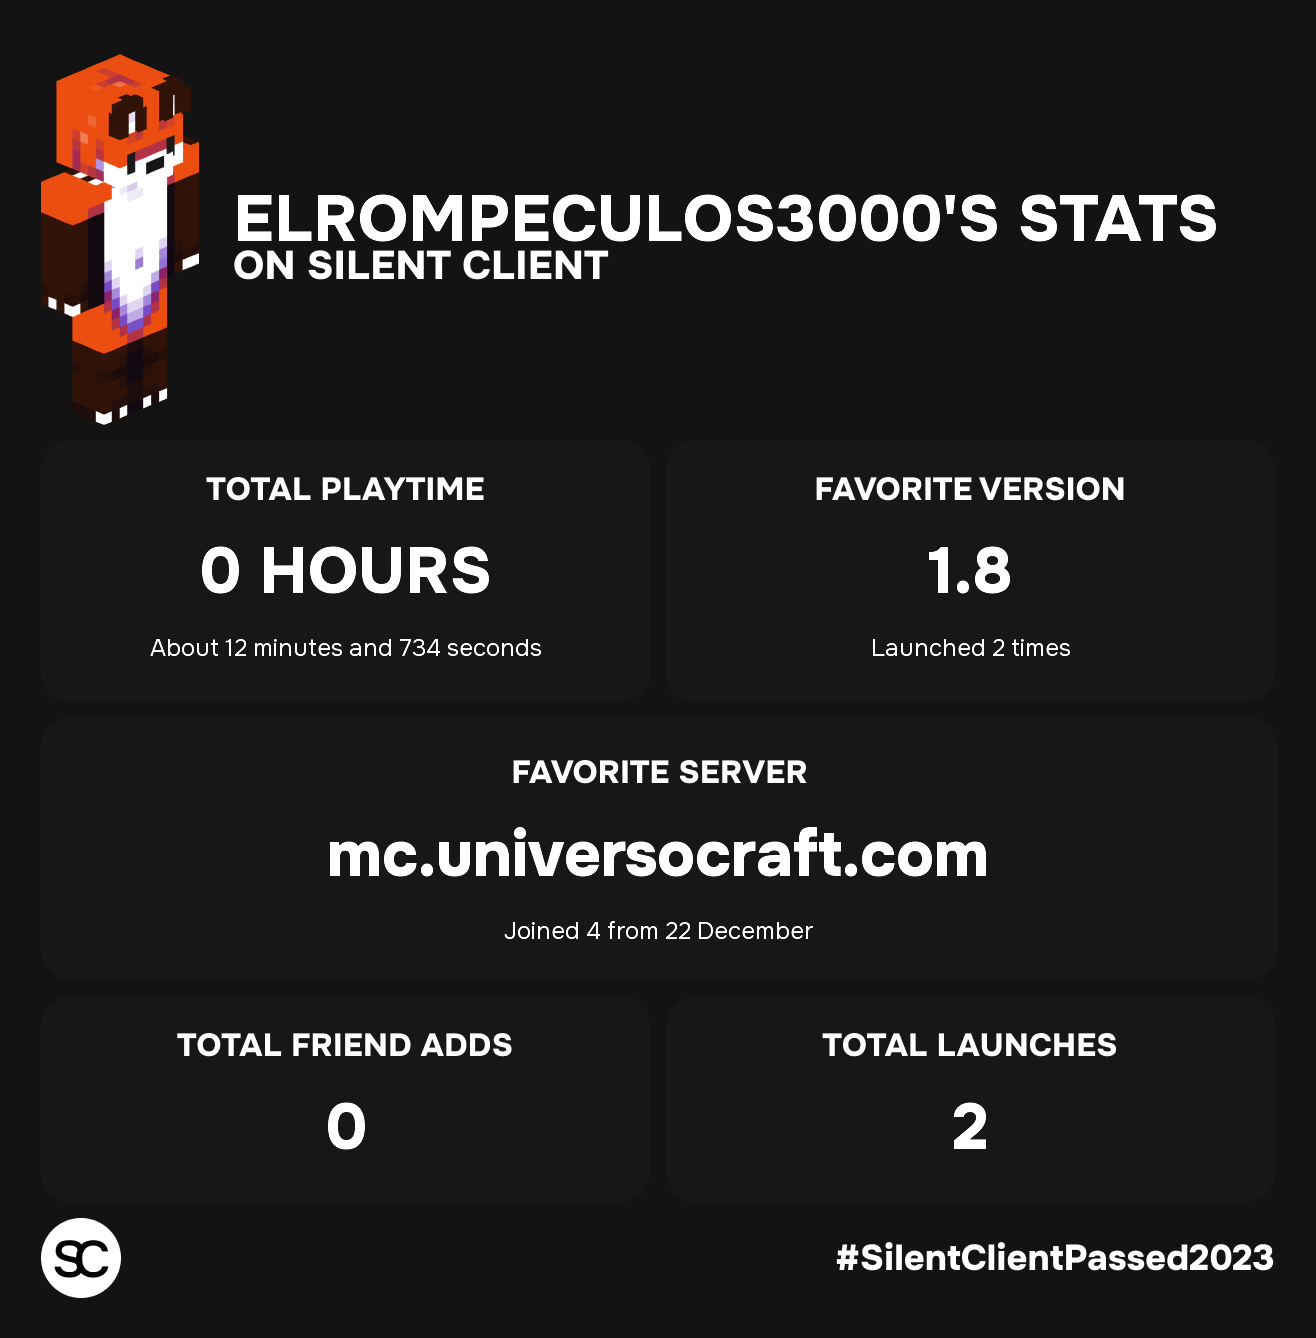 ELROMPECULOS3000'S STATS
ON SILENT CLIENT
TOTAL PLAYTIME
0 HOURS
About 12 minutes and 734 seconds
FAVORITE VERSION
1.8
Launched 2 times
FAVORITE SERVER
mc.universocraft.com
Joined 4 from 22 December
TOTAL FRIEND ADDS
0
TOTAL LAUNCHES
2
SC
#SilentClientPassed2023